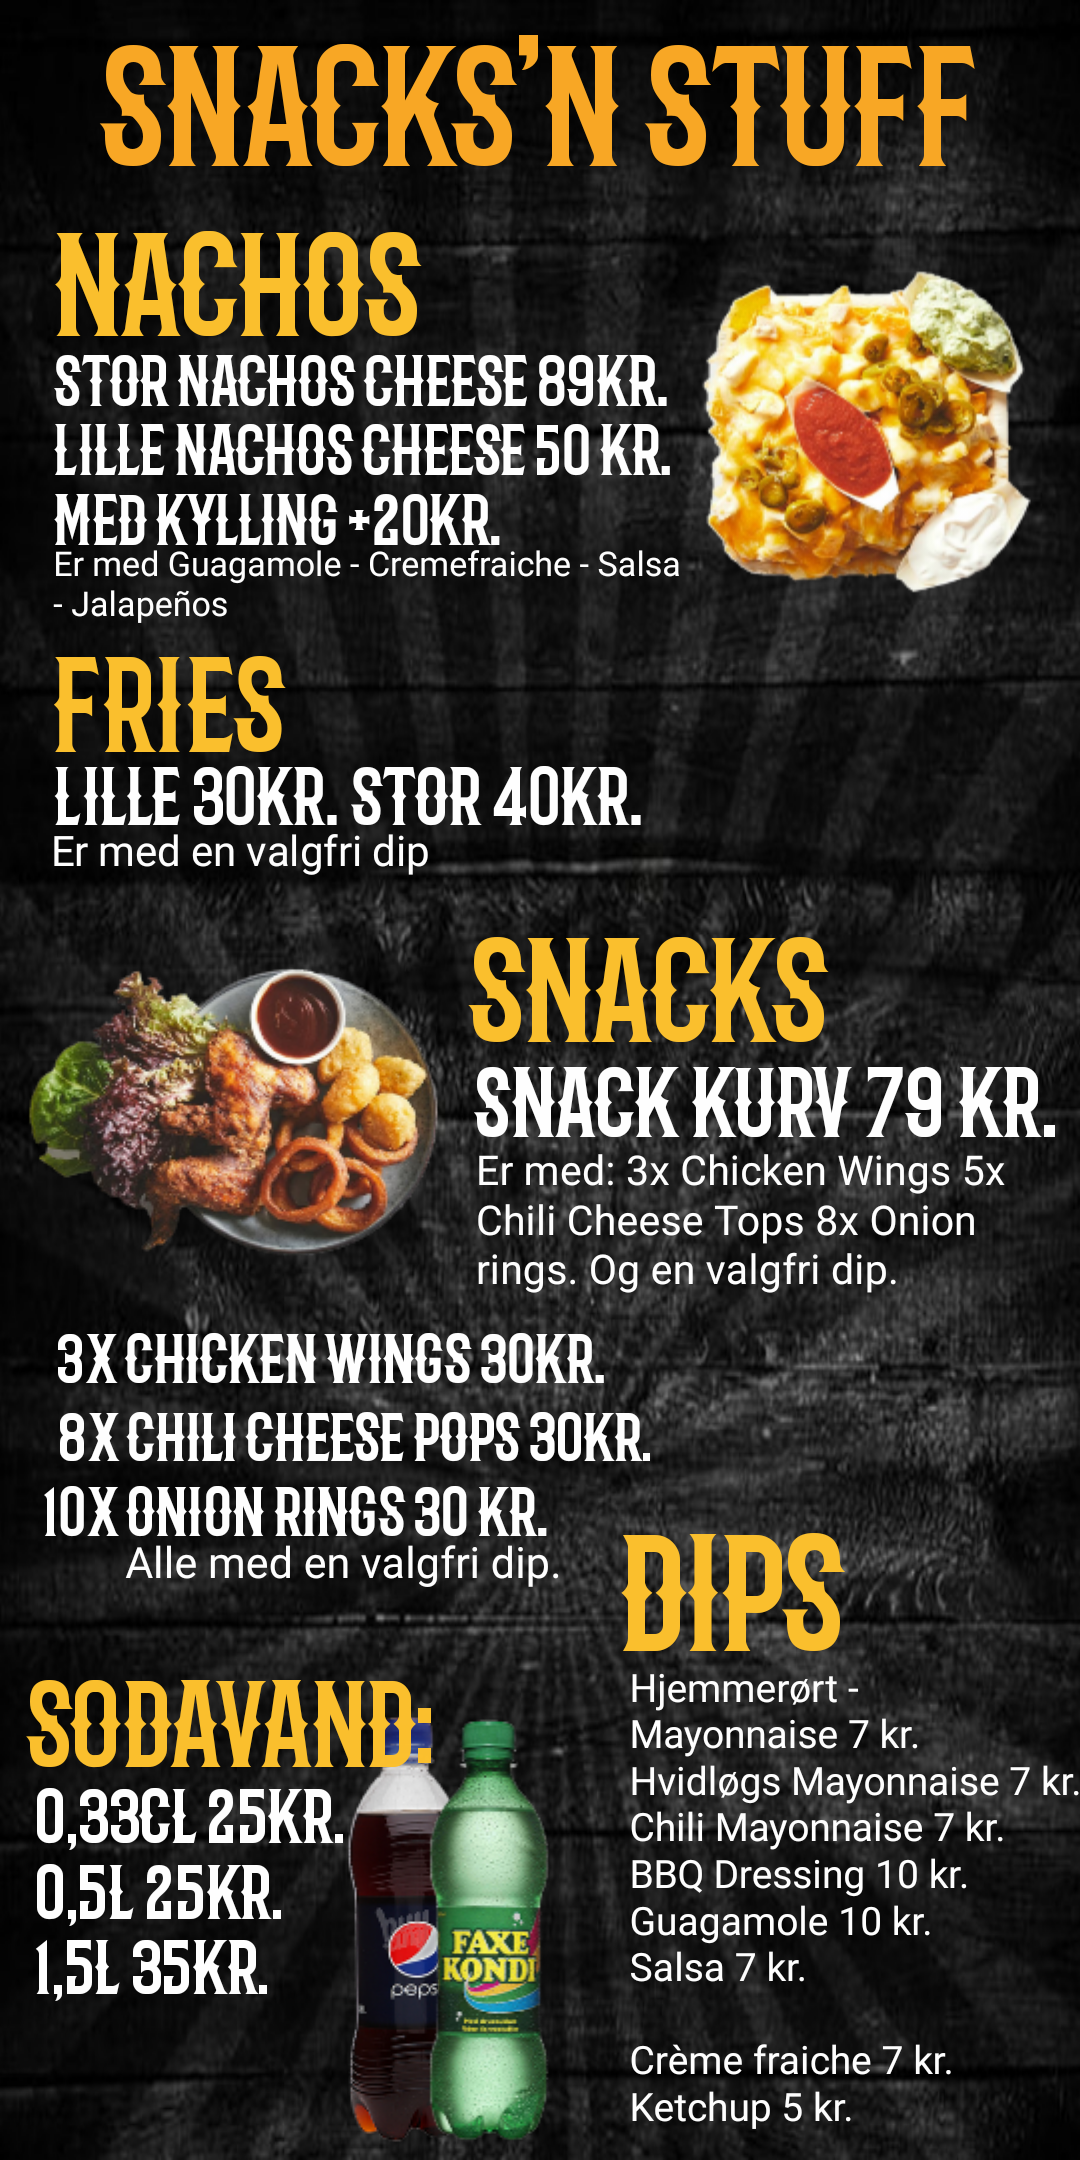 SNACKS'N STUFF
NACHOS
STOR NACHOS CHEESE 89KR.
LILLE NACHOS CHEESE 50 KR.
MED KYLLING +20KR.
Er med Guagamole - Cremefraiche - Salsa
- Jalapeños
FRIES
LILLE 30KR. STOR 40KR.
Er med en valgfri dip
SNACKS
SNACK KURV 79 KR.
Er med: 3x Chicken Wings 5x
Chili Cheese Tops 8x Onion
rings. Og en valgfri dip.
3X CHICKEN WINGS 30KR.
8X CHILI CHEESE POPS 30KR.
10X ONION RINGS 30 KR.
Alle med en valgfri dip.
SODAVAND:
0,33CL 25KR.
0,5L 25KR.
1,5L 35KR.
peps
FAXE
KONDI
DIPS
Hjemmerørt -
Mayonnaise 7 kr.
Hvidløgs Mayonnaise 7 kr.
Chili Mayonnaise 7 kr.
BBQ Dressing 10 kr.
Guagamole 10 kr.
Salsa 7 kr.
Crème fraiche 7 kr.
Ketchup 5 kr.